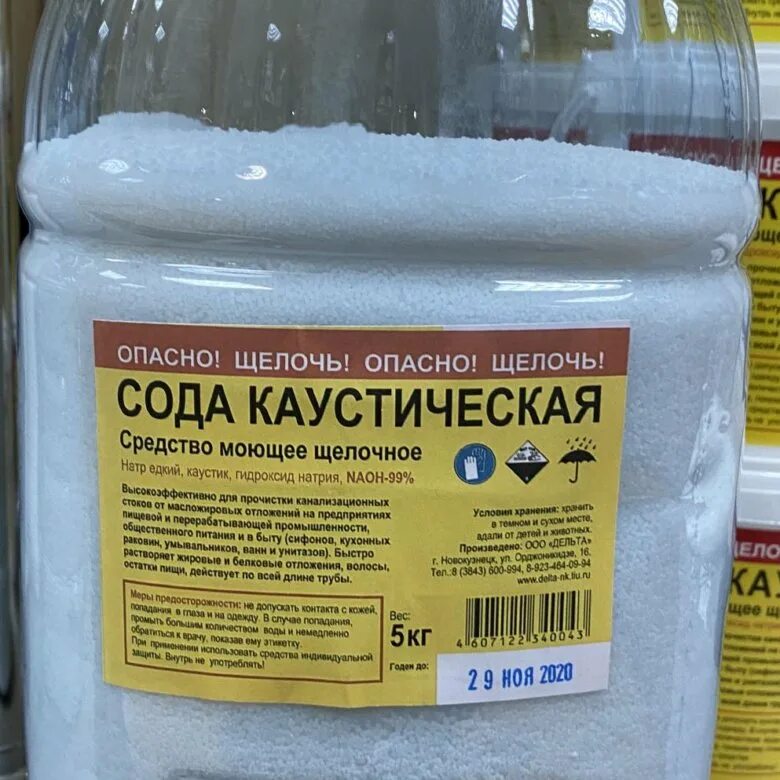 ОПАСНО! ЩЕЛОЧЬ! ОПАСНО! ЩЕЛОЧЬ!
СОДА КАУСТИЧЕСКАЯ
Средство моющее щелочное
Натр едкий, каустик, гидроксид натрия, NAOH-99%
Высокоэффективно для прочистки канализационных
стоков от масложировых отложений на предприятиях
пищевой и перерабатывающей промышленности,
общественного питания и в быту (сифонов, кухонных
раковин, умывальников, ванн и унитазов). Быстро
растворяет жировые и белковые отложения, волосы,
остатки пищи, действует по всей длине трубы.
Условия хранения: хранить
в темном и сухом месте,
вдали от детей и животных.
Произведено: ООО «ДЕЛЬТА»
г. Новокузнецк, ул. Орджоникидзе, 16.
Тел.:8 (3843) 600-994, 8-923-464-09-94
www.delta-nk.liu.ru
Меры предосторожности: не допускать контакта с кожей,
попадания в глаза и на одежду. В случае попадания,
промыть большим количеством воды и немедленно
обратиться к врачу, показав ему этикетку.
При применении использовать средства индивидуальной
защиты. Внутрь не употреблять!
Вес:
5кг
4 607122 340043
Годен до:
29 НОЯ 2020